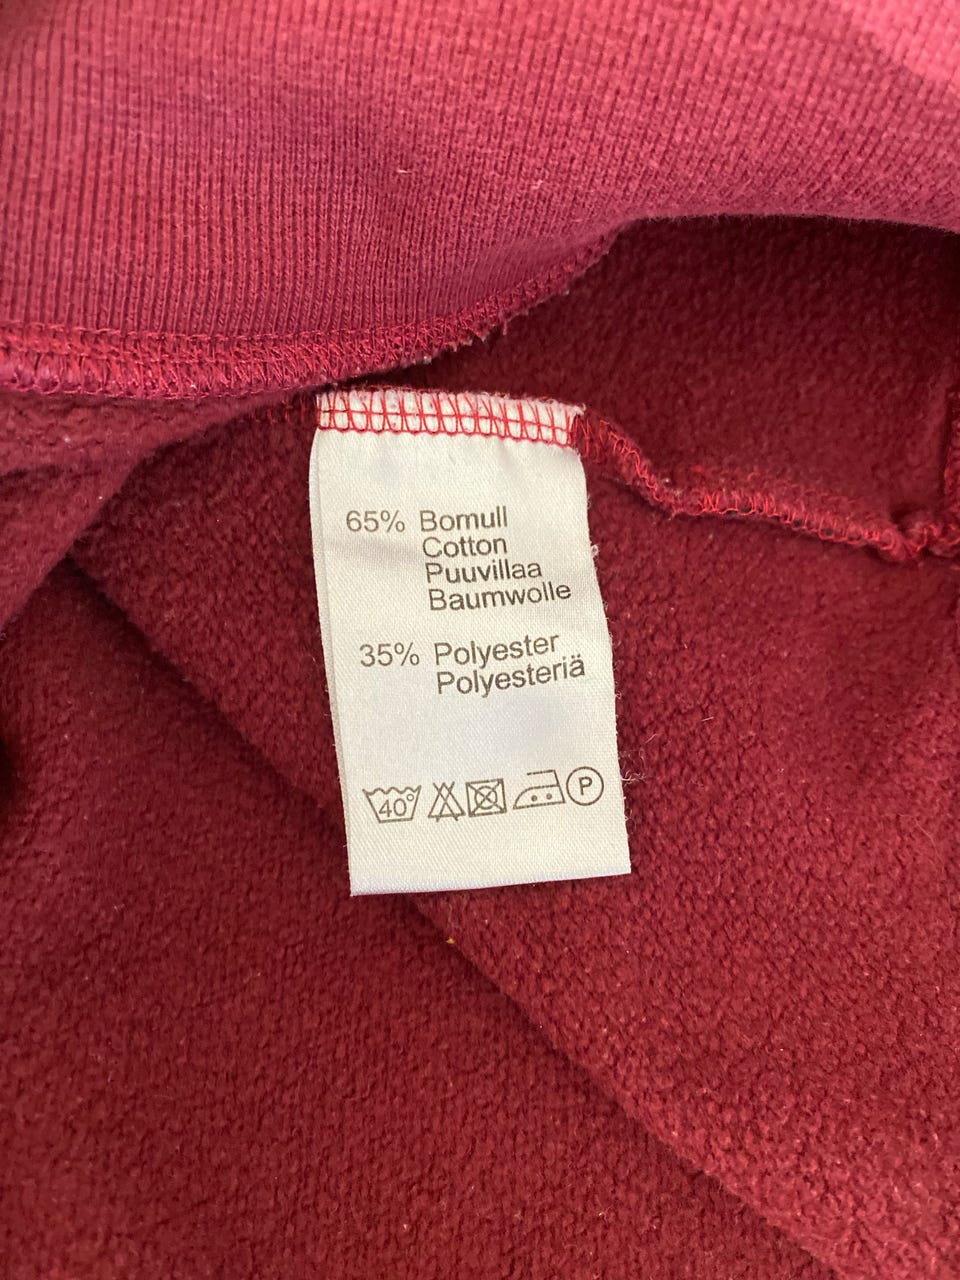 65% Bomull
Cotton
Puuvillaa
Baumwolle
35% Polyester
Polyesteriä
40° P